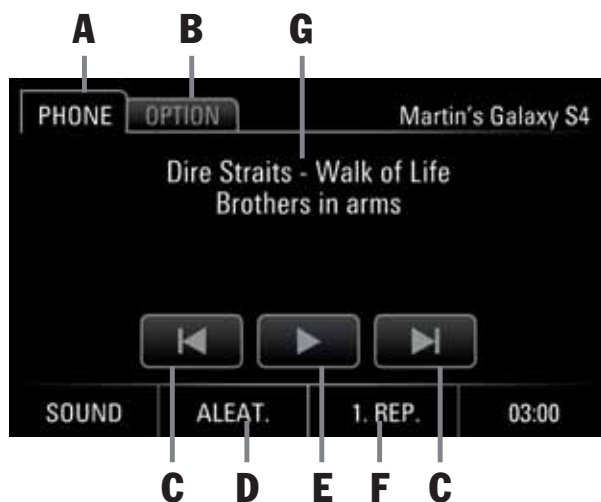 A B G
PHONE OPTION Martin's Galaxy S4
Dire Straits - Walk of Life
Brothers in arms
SOUND ALEAT. 1. REP. 03:00
C D E F C